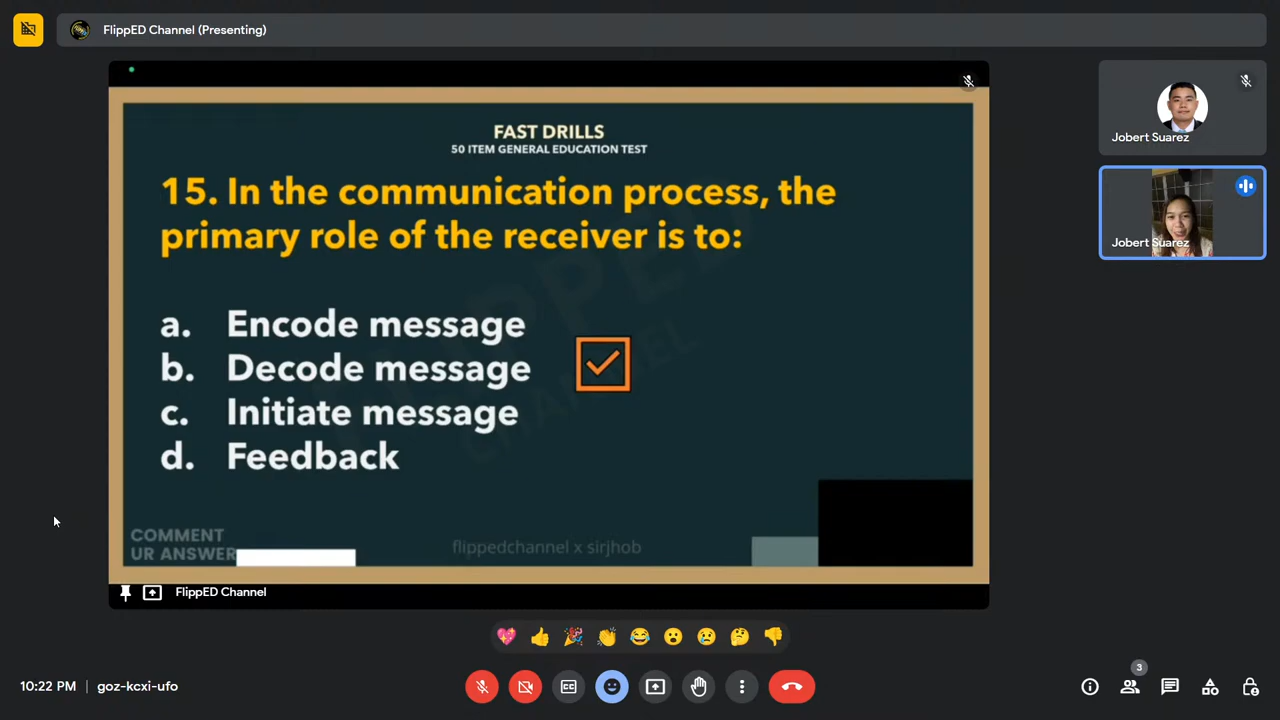 FlippED Channel (Presenting)
FAST DRILLS
50 ITEM GENERAL EDUCATION TEST
15. In the communication process, the
primary role of the receiver is to:
a. Encode message
b. Decode message
c. Initiate message
d. Feedback
COMMENT
UR ANSWER
flippedchannel x sirjhob
FLIPPED
CHANNEL
FlippED Channel
Jobert Suarez
Jobert Suarez
10:22 PM | goz-kcxi-ufo
3